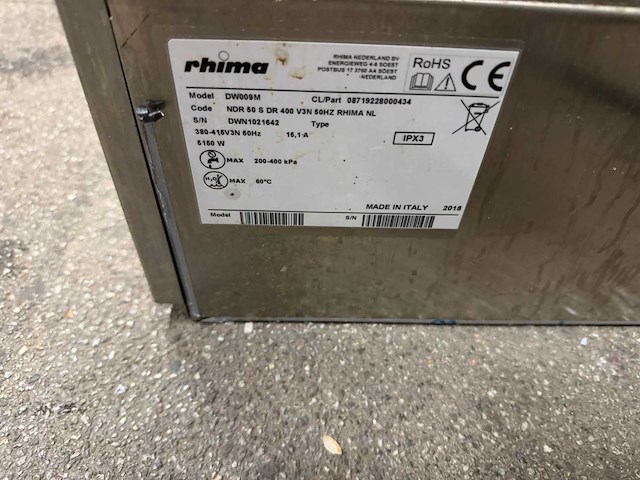 rhima
RHIMA NEDERLAND BV
ENERGIEWEG 4-6 SOEST
POSTBUS 17 3760 AA SOEST
NEDERLAND
RoHS
CE
Model DW009M CL/Part 08719228000434
Code NDR 50 S DR 400 V3N 50HZ RHIMA NL
S/N DWN1021642 Type
380-415V3N 50Hz 15,1 A
IPX3
5150 W
MAX 200-400 kPa
H₂O MAX 60°C
MADE IN ITALY 2018
Model S/N